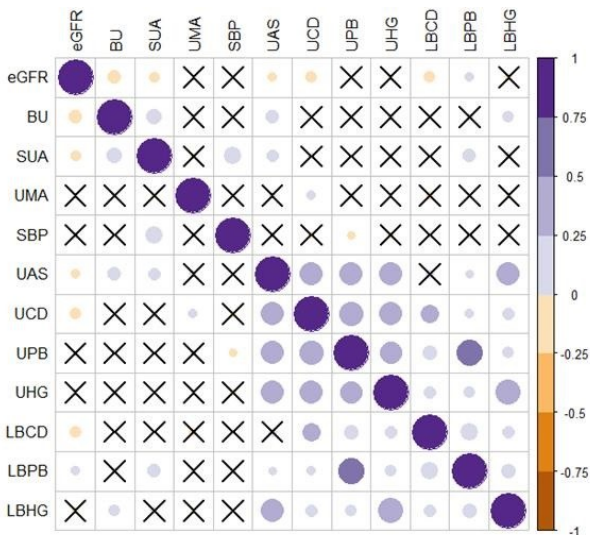 eGFR BU SUA UMA SBP UAS UCD UPB UHG LBCD LBPB LBHG
eGFR
BU
SUA
UMA
SBP
UAS
UCD
UPB
UHG
LBCD
LBPB
LBHG
1
0.75
0.5
0.25
0
-0.25
-0.5
-0.75
-1